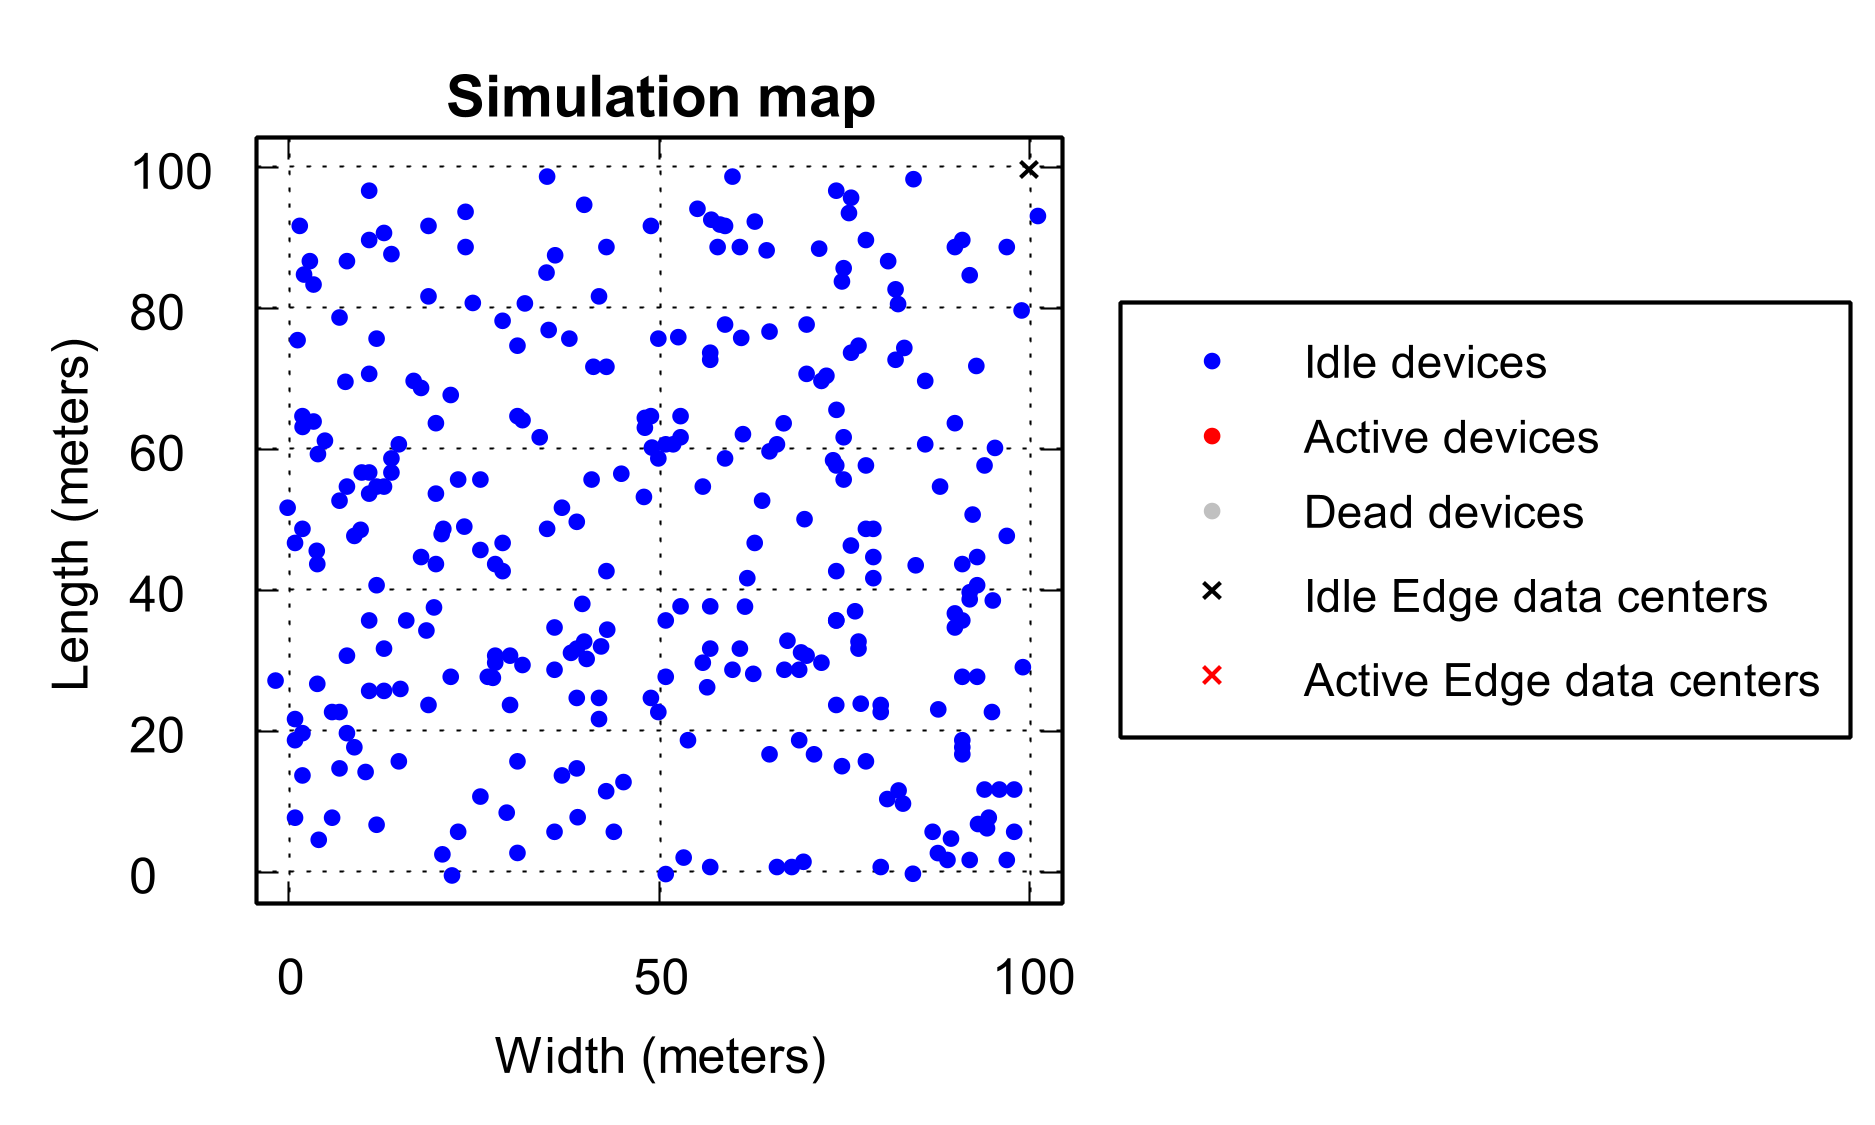 Simulation map
100
80
60
40
20
0
Length (meters)
0 50 100
Width (meters)
Idle devices
Active devices
Dead devices
Idle Edge data centers
Active Edge data centers